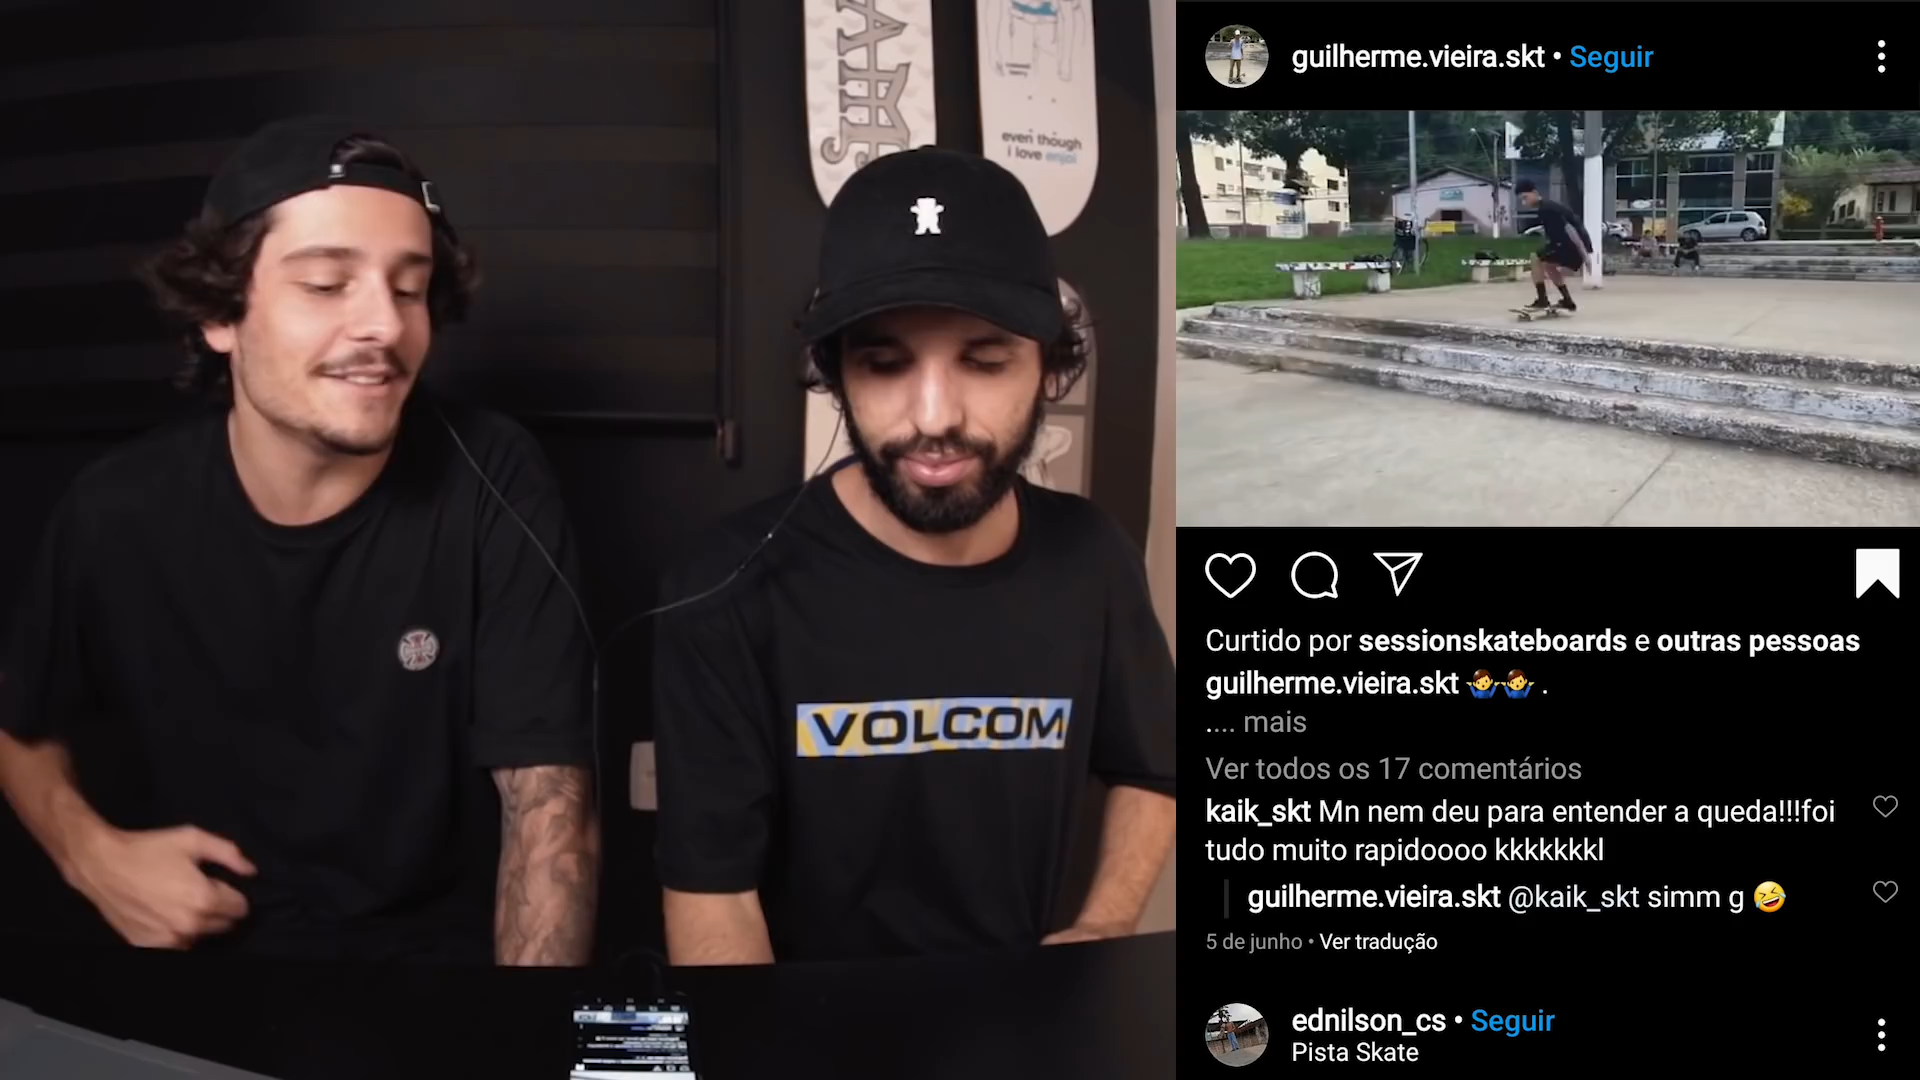 even though
i love enjoi
VOLCOM
guilherme.vieira.skt • Seguir
Curtido por sessionskateboards e outras pessoas
guilherme.vieira.skt 🤷‍♂️🤷‍♂️ .
.... mais
Ver todos os 17 comentários
kaik_skt Mn nem deu para entender a queda!!!foi
tudo muito rapidoooo kkkkkkkl
guilherme.vieira.skt @kaik_skt simm g 🤣
5 de junho • Ver tradução
ednilson_cs • Seguir
Pista Skate